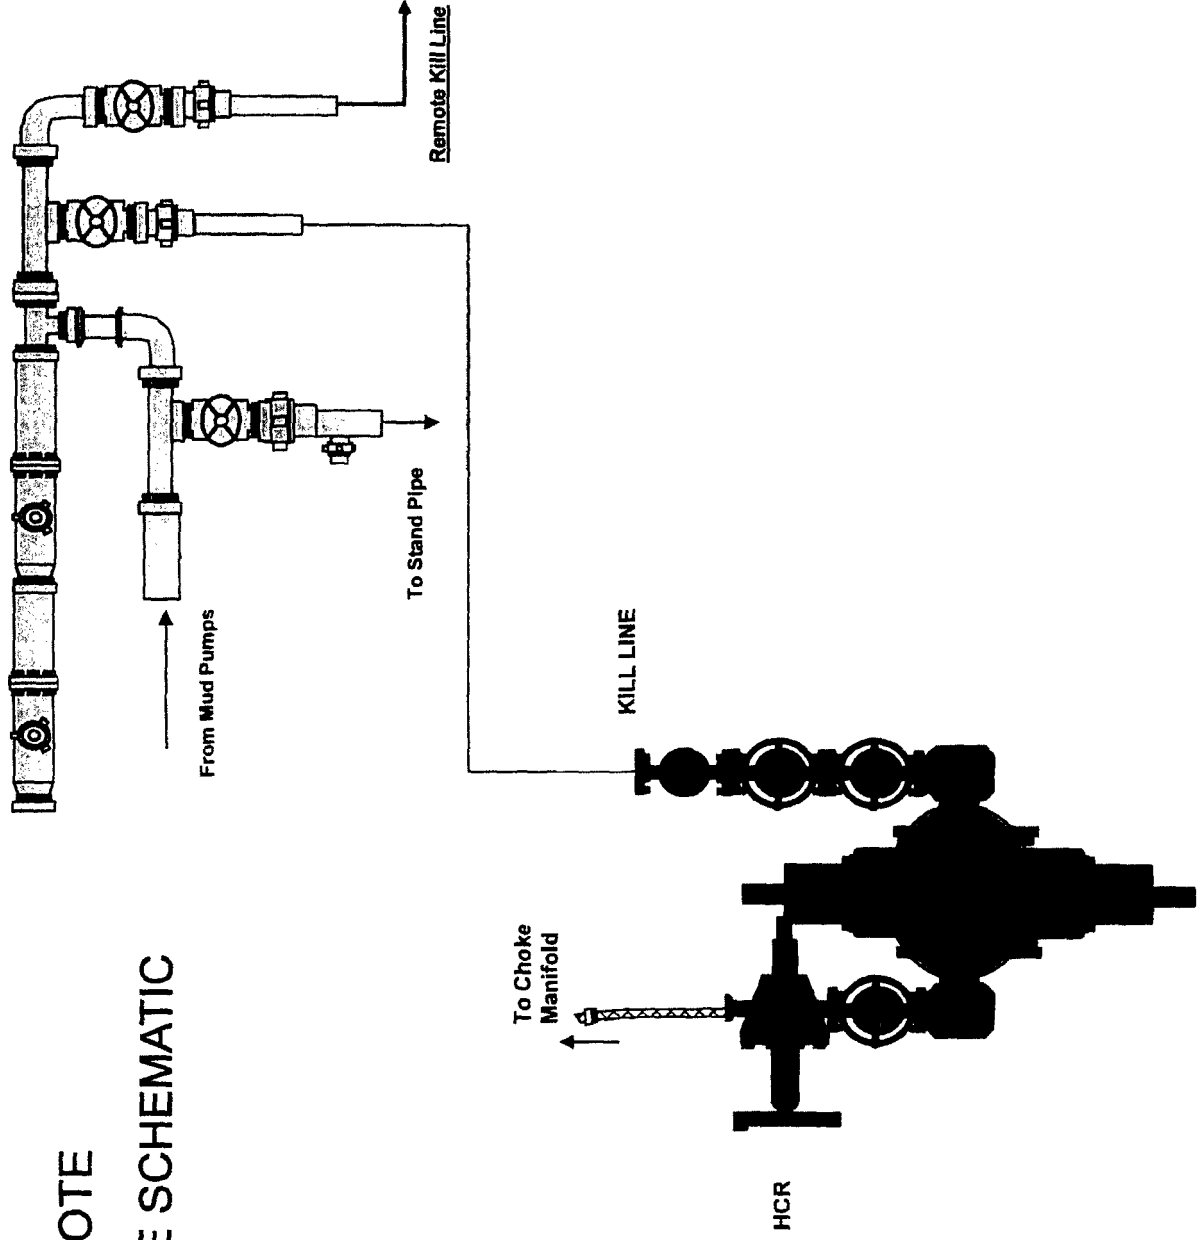 OTE
E SCHEMATIC
From Mud Pumps
To Stand Pipe
Remote Kill Line
KILL LINE
To Choke
Manifold
HCR